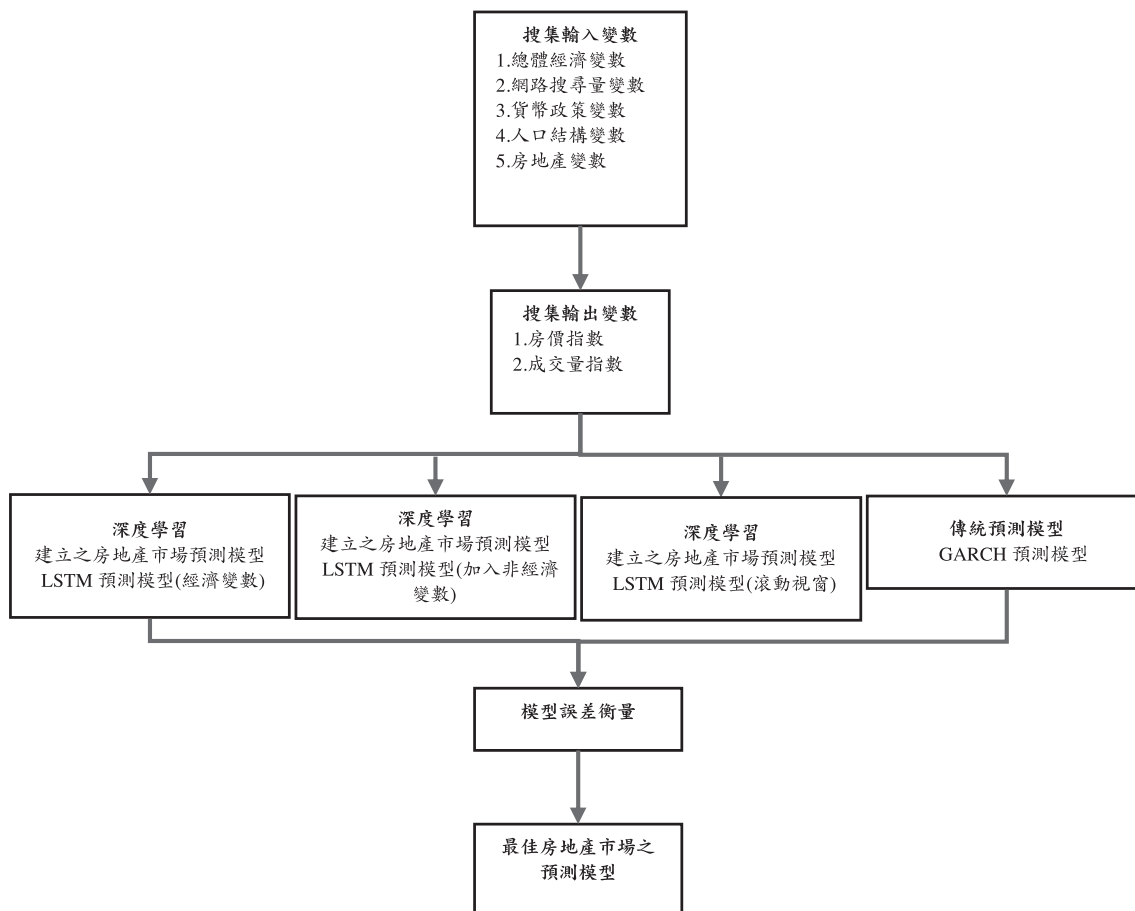 搜集輸入變數
1.總體經濟變數
2.網路搜尋量變數
3.貨幣政策變數
4.人口結構變數
5.房地產變數
搜集輸出變數
1.房價指數
2.成交量指數
深度學習
建立之房地產市場預測模型
LSTM 預測模型(經濟變數)
深度學習
建立之房地產市場預測模型
LSTM 預測模型(加入非經濟
變數)
深度學習
建立之房地產市場預測模型
LSTM 預測模型(滾動視窗)
傳統預測模型
GARCH 預測模型
模型誤差衡量
最佳房地產市場之
預測模型